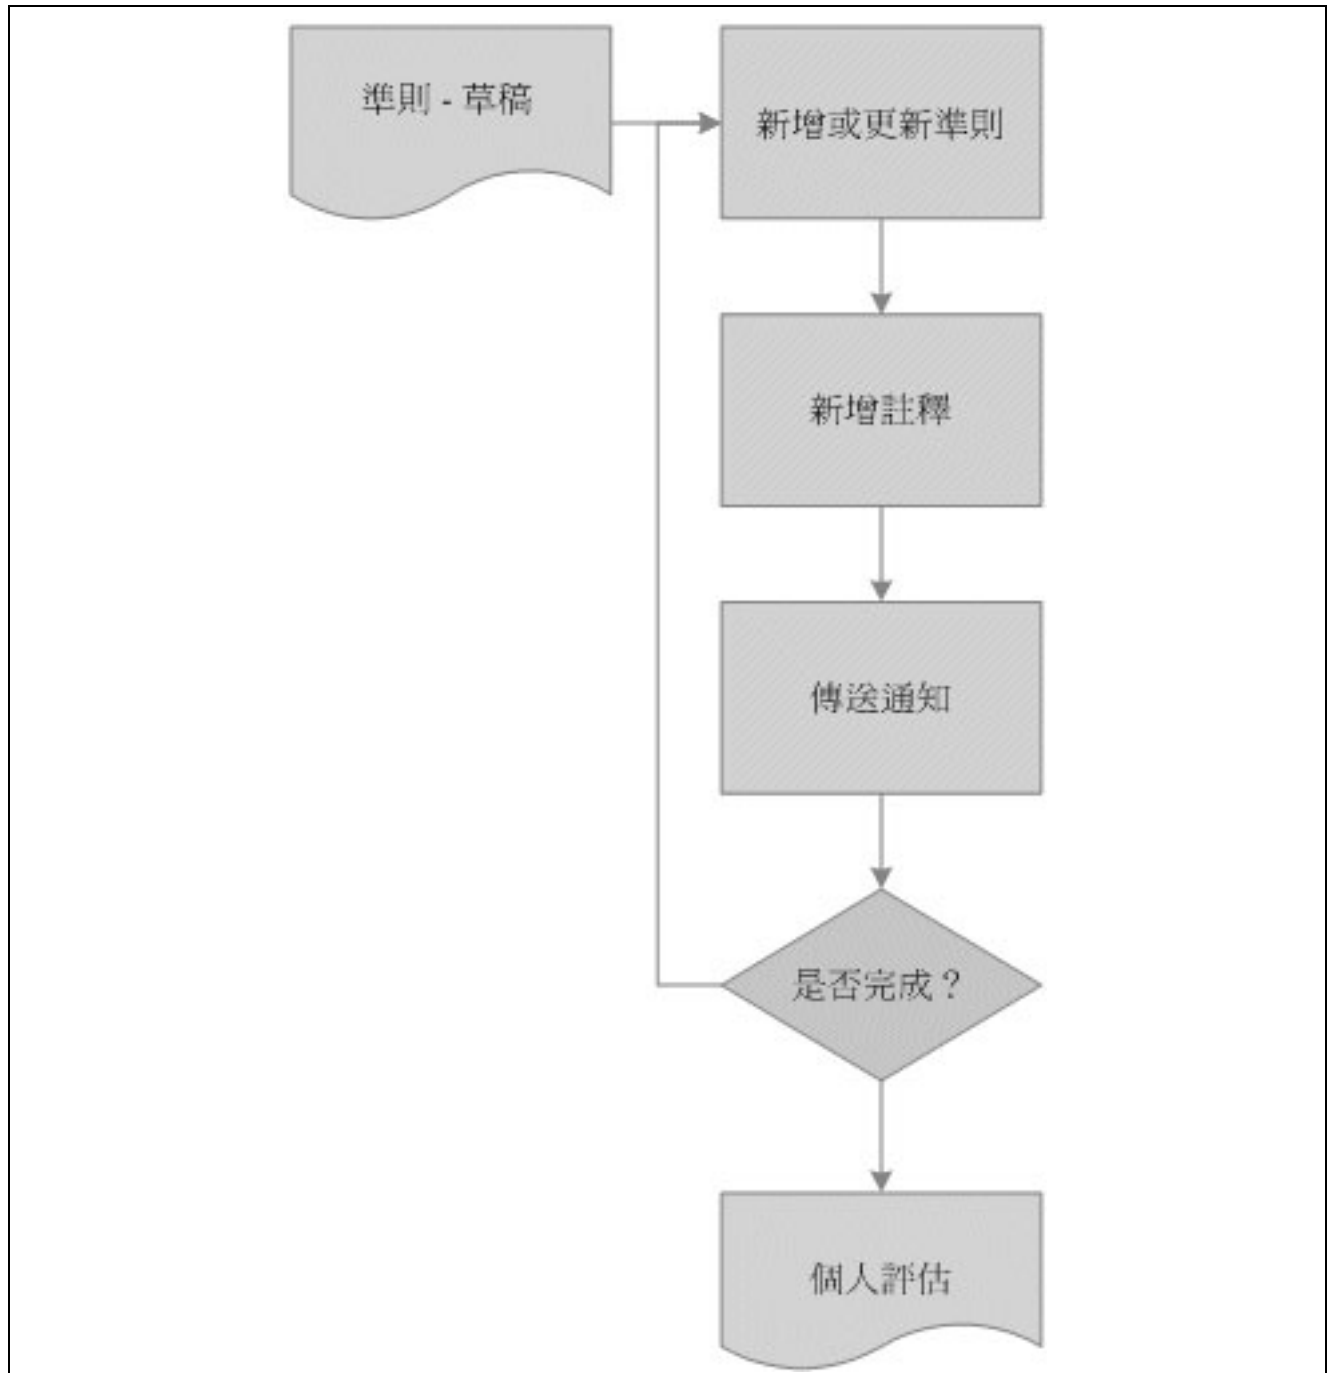 準則 - 草稿
新增或更新準則
新增註釋
傳送通知
是否完成？
個人評估